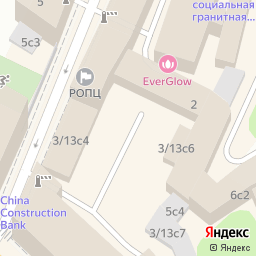 5
социальная
гранитная...
5с3
EverGlow
РОПЦ
2
3/13с4
3/13с6
6с2
China
Construction
Bank
5с4
3/13с7
Яндекс